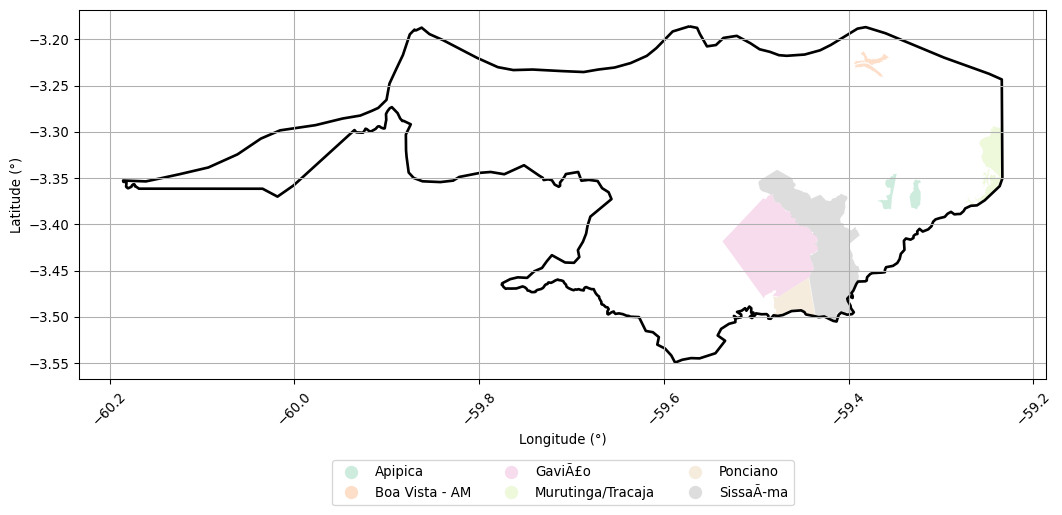 −3.20
−3.25
−3.30
−3.35
−3.40
−3.45
−3.50
−3.55
Latitude (°)
−60.2
−60.0
−59.8
−59.6
−59.4
−59.2
Longitude (°)
Apipica
Boa Vista - AM
GaviÃ£o
Murutinga/Tracaja
Ponciano
SissaÃ-ma